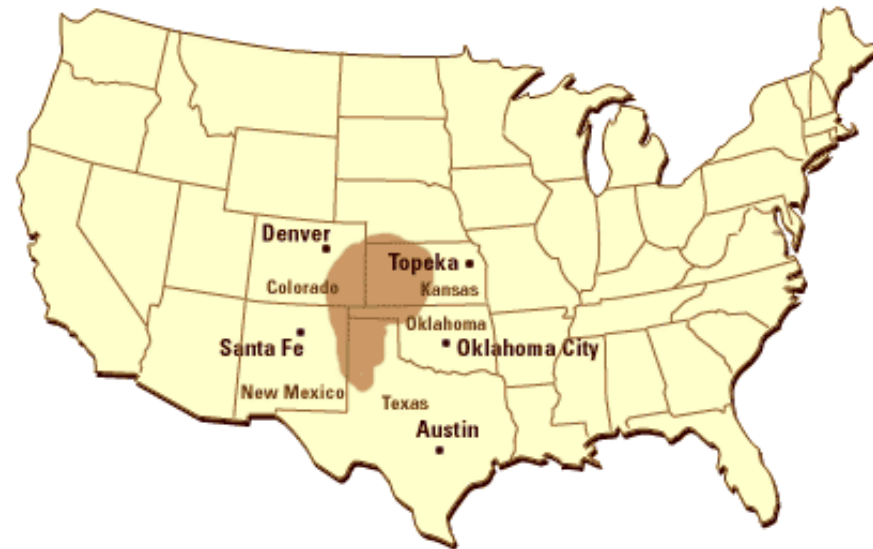 Denver
Topeka
Colorado
Kansas
Oklahoma
Santa Fe
Oklahoma City
New Mexico
Texas
Austin